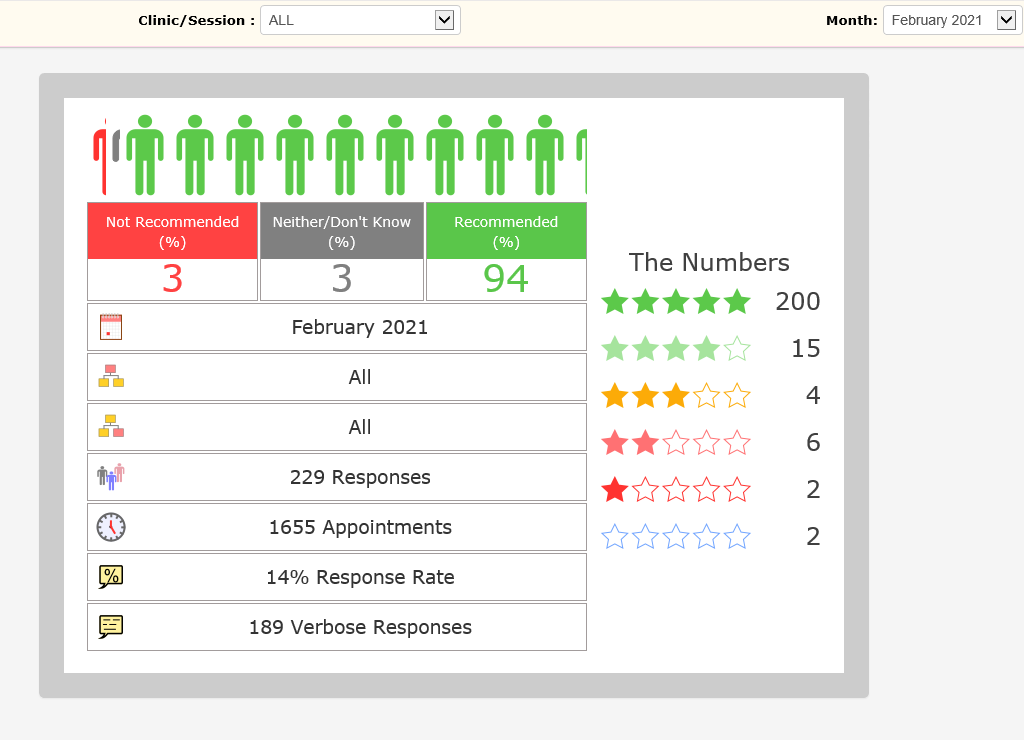 Clinic/Session : ALL Month: February 2021
Not Recommended (%)
Neither/Don't Know (%)
Recommended (%)
3 3 94
February 2021
All
All
229 Responses
1655 Appointments
% 14% Response Rate
189 Verbose Responses
The Numbers
200
15
4
6
2
2